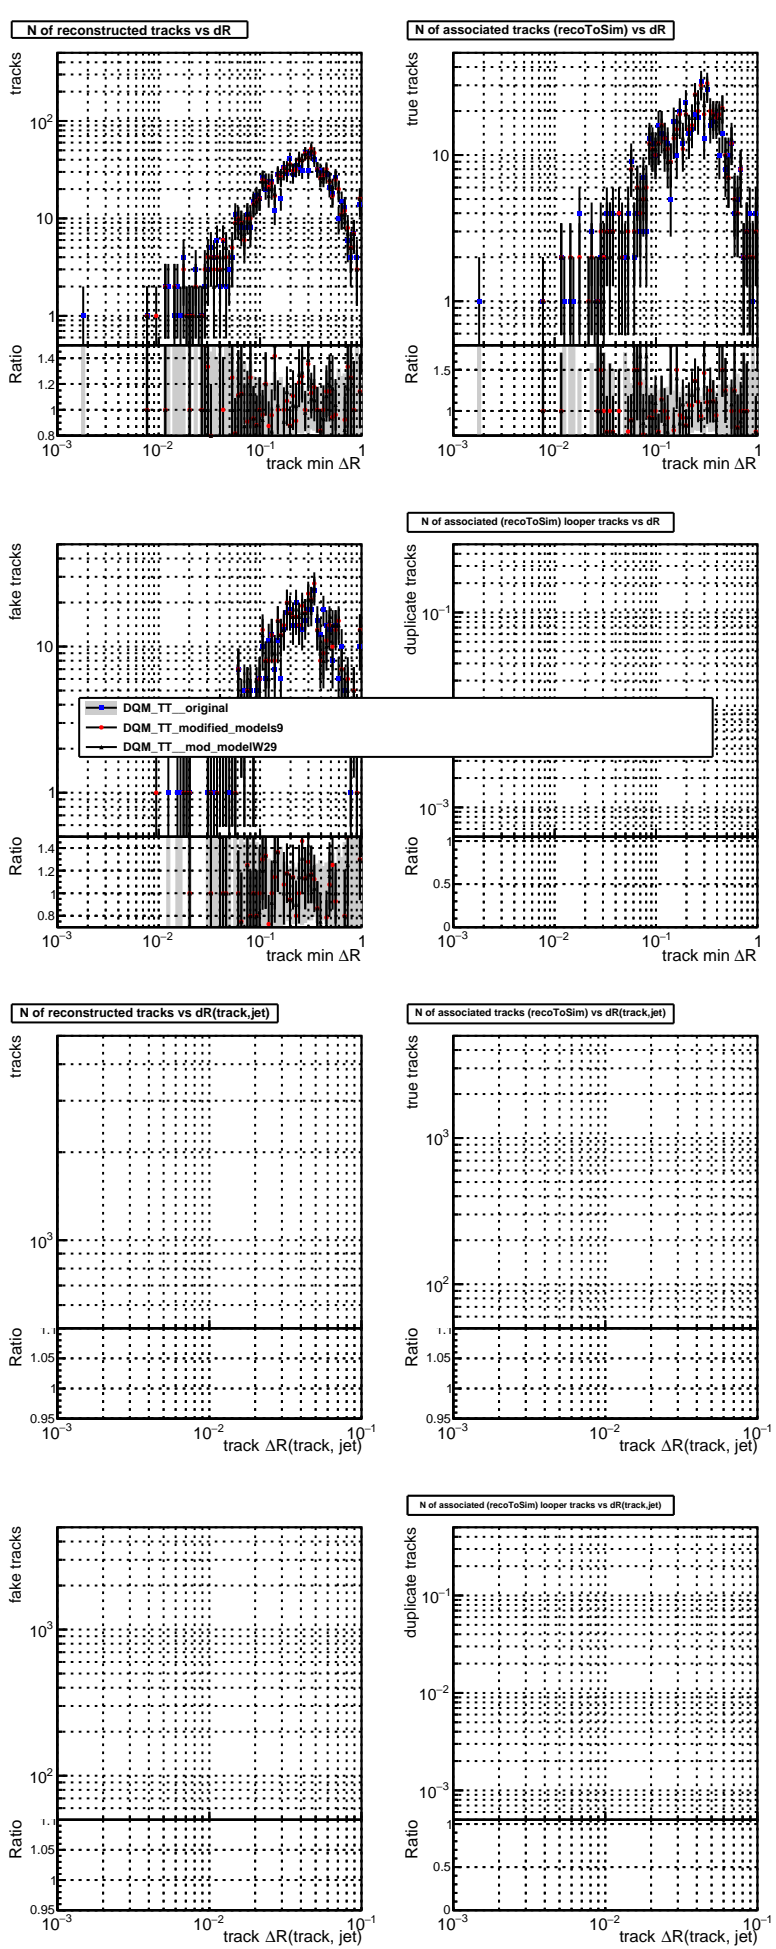 N of reconstructed tracks vs dR
tracks
10²
10
1
Ratio
1.4
1.2
1
0.8
10⁻³
10⁻²
10⁻¹
1
track min ΔR
N of associated tracks (recoToSim) vs dR
true tracks
10
1
Ratio
1.5
1
10⁻³
10⁻²
10⁻¹
1
track min ΔR
fake tracks
10
1
Ratio
1.4
1.2
1
0.8
10⁻³
10⁻²
10⁻¹
1
track min ΔR
N of associated (recoToSim) looper tracks vs dR
duplicate tracks
10⁻¹
10⁻³
Ratio
1
0.5
0
10⁻³
10⁻²
10⁻¹
1
track min ΔR
DQM_TT__original
DQM_TT_modified_models9
DQM_TT__mod_modelW29
N of reconstructed tracks vs dR(track,jet)
tracks
10³
Ratio
1.1
1.05
1
0.95
10⁻³
10⁻²
10⁻¹
track ΔR(track, jet)
N of associated tracks (recoToSim) vs dR(track,jet)
true tracks
10³
10²
Ratio
1.1
1.05
1
0.95
10⁻³
10⁻²
10⁻¹
track ΔR(track, jet)
fake tracks
10³
10²
Ratio
1.1
1.05
1
0.95
10⁻³
10⁻²
10⁻¹
track ΔR(track, jet)
N of associated (recoToSim) looper tracks vs dR(track,jet)
duplicate tracks
10⁻¹
10⁻²
10⁻³
Ratio
1
0.5
0
10⁻³
10⁻²
10⁻¹
track ΔR(track, jet)